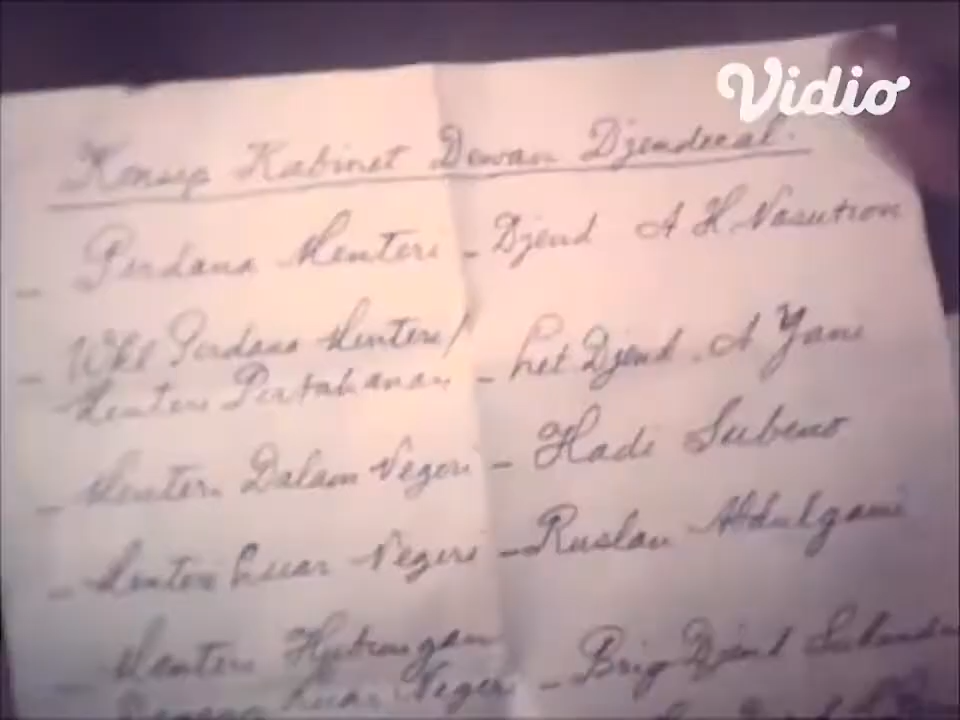 Vidio
Konsep Kabinet Dewan Djenderal.
- Perdana Menteri - Djend A H Nasution
- Wkl Perdana Menteri/
Menteri Pertahanan - Let Djend. A Yani
- Menteri Dalam Negeri - Hadi Subeno
- Menteri Luar Negeri - Ruslan Abdulgani
- Menteri Hubungan
Luar Negeri - Brig Djend